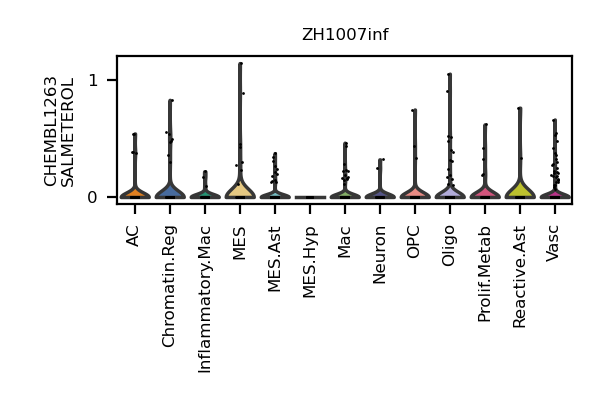 ZH1007inf
CHEMBL1263
SALMETEROL
1
0
AC
Chromatin.Reg
Inflammatory.Mac
MES
MES.Ast
MES.Hyp
Mac
Neuron
OPC
Oligo
Prolif.Metab
Reactive.Ast
Vasc